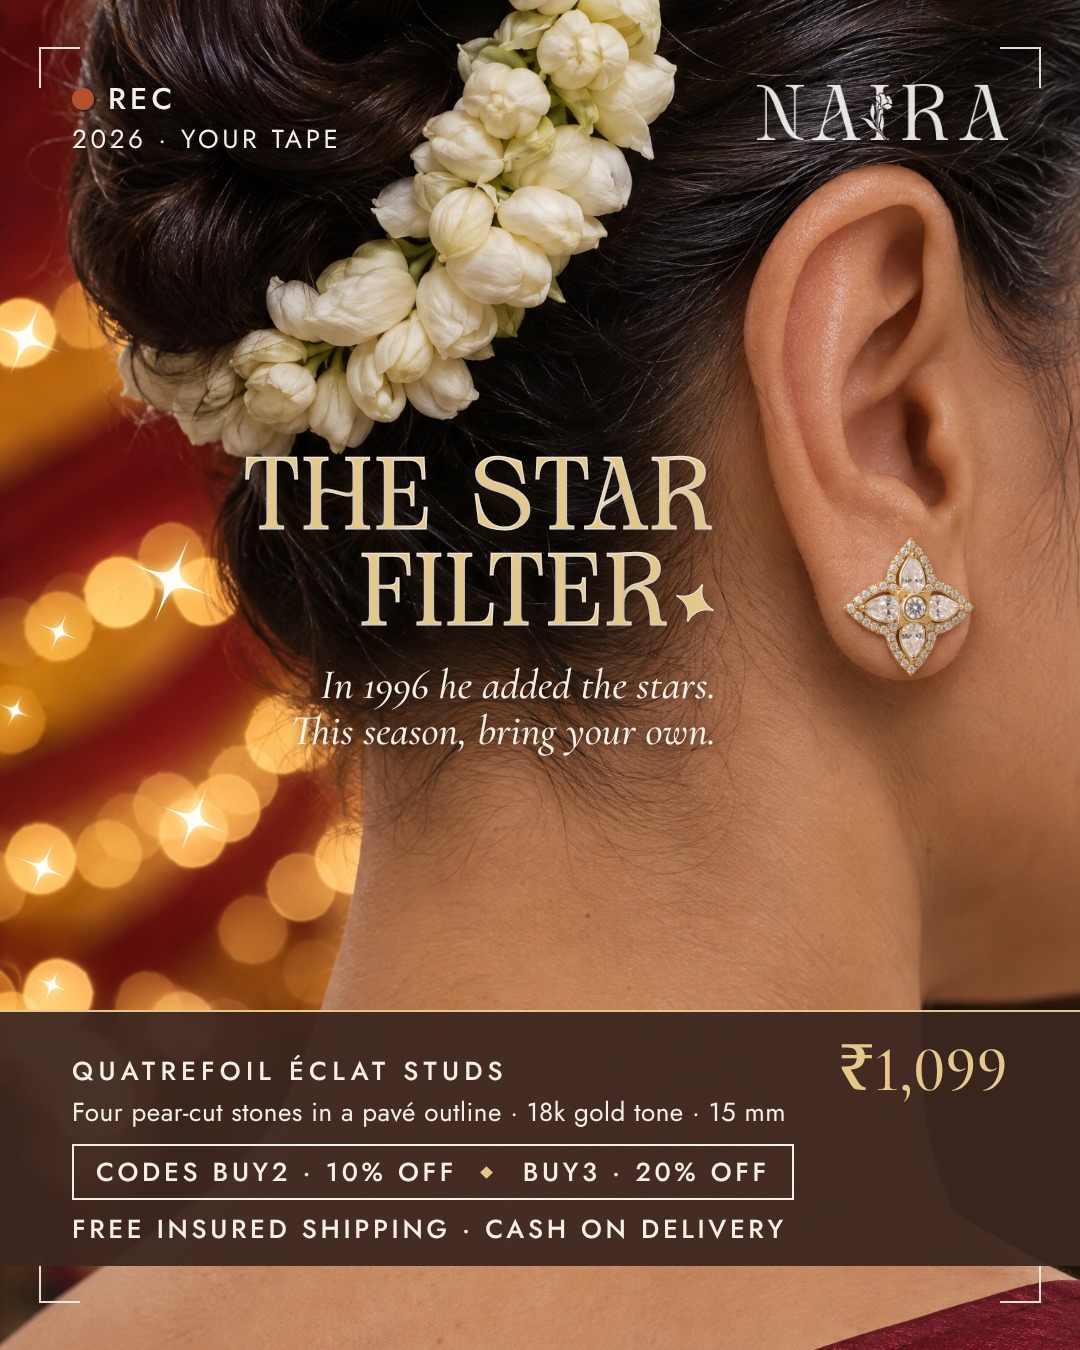 REC
2026 · YOUR TAPE
NAIRA
THE STAR
FILTER
In 1996 he added the stars.
This season, bring your own.
QUATREFOIL ÉCLAT STUDS
₹1,099
Four pear-cut stones in a pavé outline · 18k gold tone · 15 mm
CODES BUY2 · 10% OFF ◆ BUY3 · 20% OFF
FREE INSURED SHIPPING · CASH ON DELIVERY